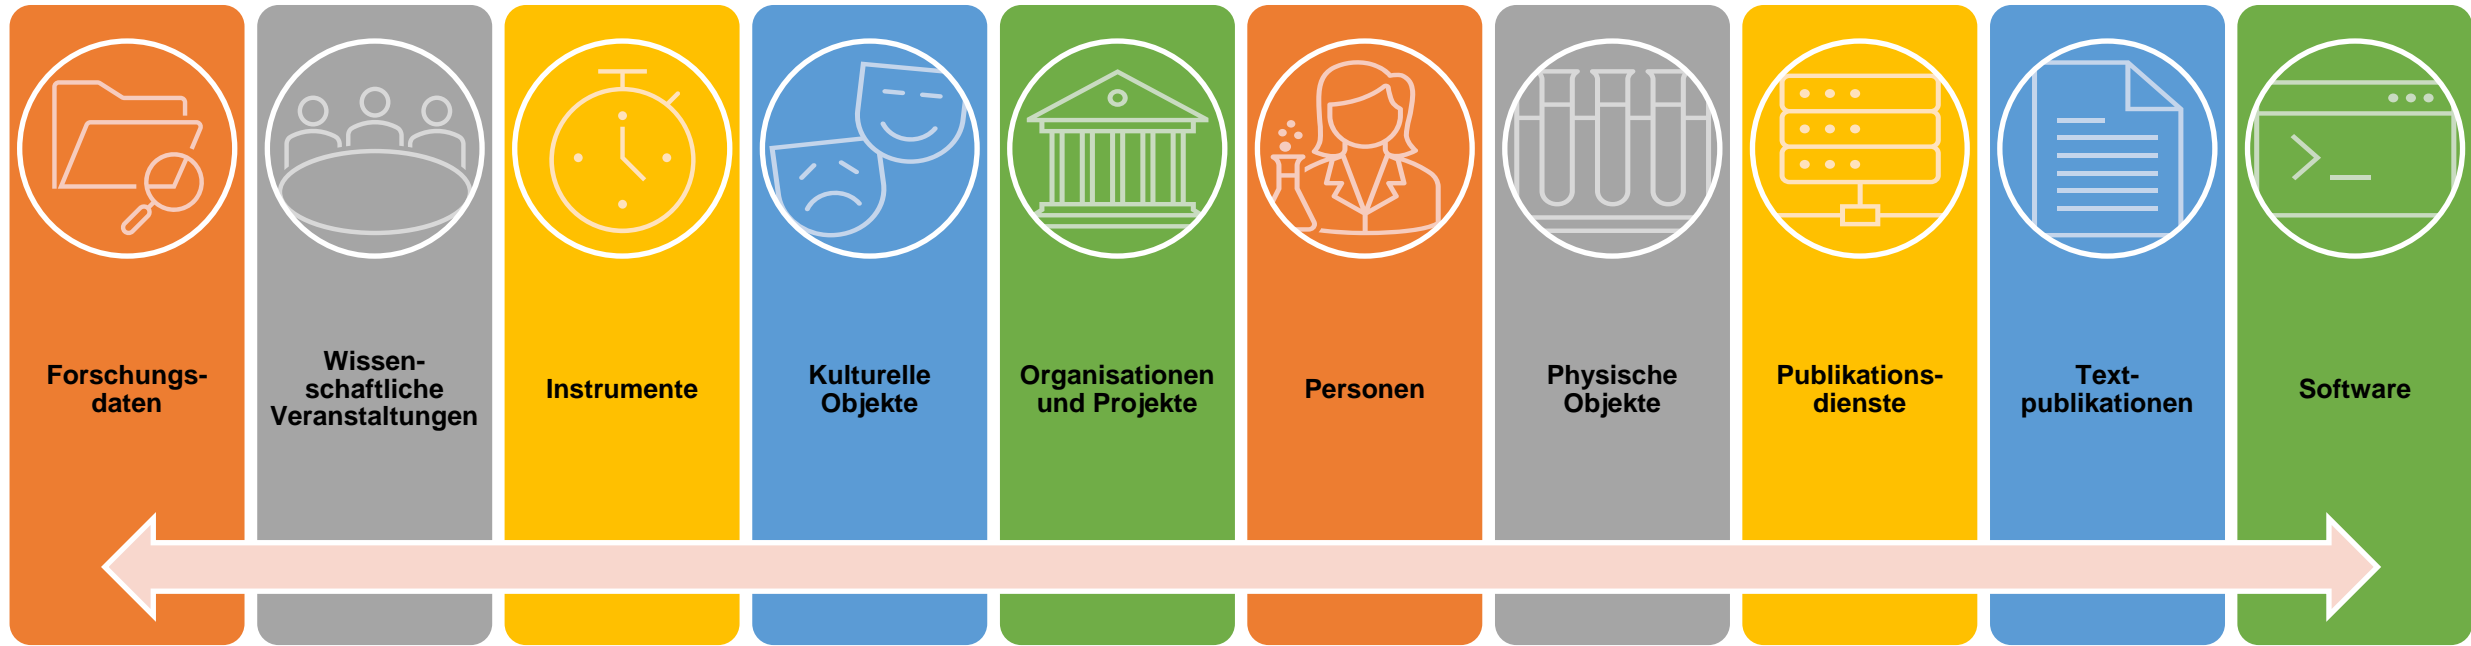 Forschungs-
daten
Wissen-
schaftliche
Veranstaltungen
Instrumente
Kulturelle
Objekte
Organisationen
und Projekte
Personen
Physische
Objekte
Publikations-
dienste
Text-
publikationen
Software